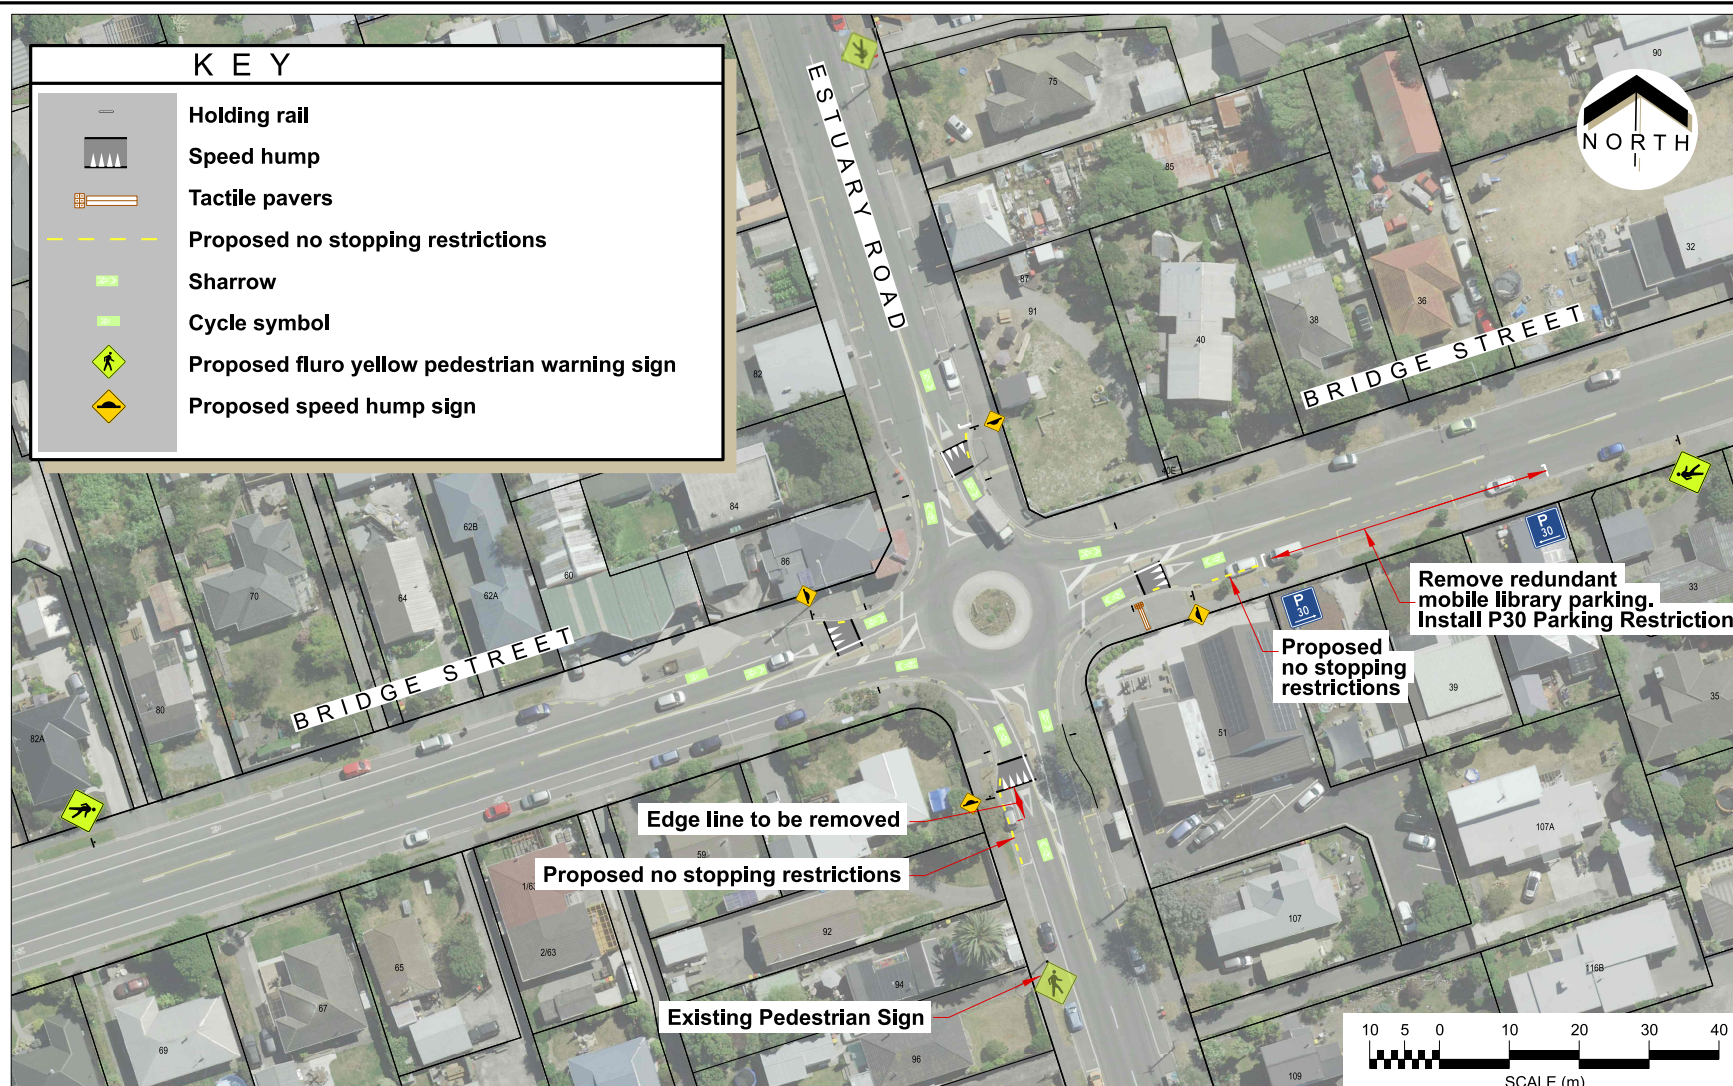 KEY
Holding rail
Speed hump
Tactile pavers
Proposed no stopping restrictions
Sharrow
Cycle symbol
Proposed fluro yellow pedestrian warning sign
Proposed speed hump sign
ESTUARY ROAD
NORTH
BRIDGE STREET
BRIDGE STREET
75
90
85
32
87
91
36
38
40
40E
82
84
86
62B
62A
60
64
70
80
82A
P
30
P
30
Remove redundant
mobile library parking.
Install P30 Parking Restriction
Proposed
no stopping
restrictions
33
35
39
51
Edge line to be removed
Proposed no stopping restrictions
Existing Pedestrian Sign
59
1/63
2/63
65
67
69
92
94
96
107A
107
116B
109
10 5 0 10 20 30 40
SCALE (m)